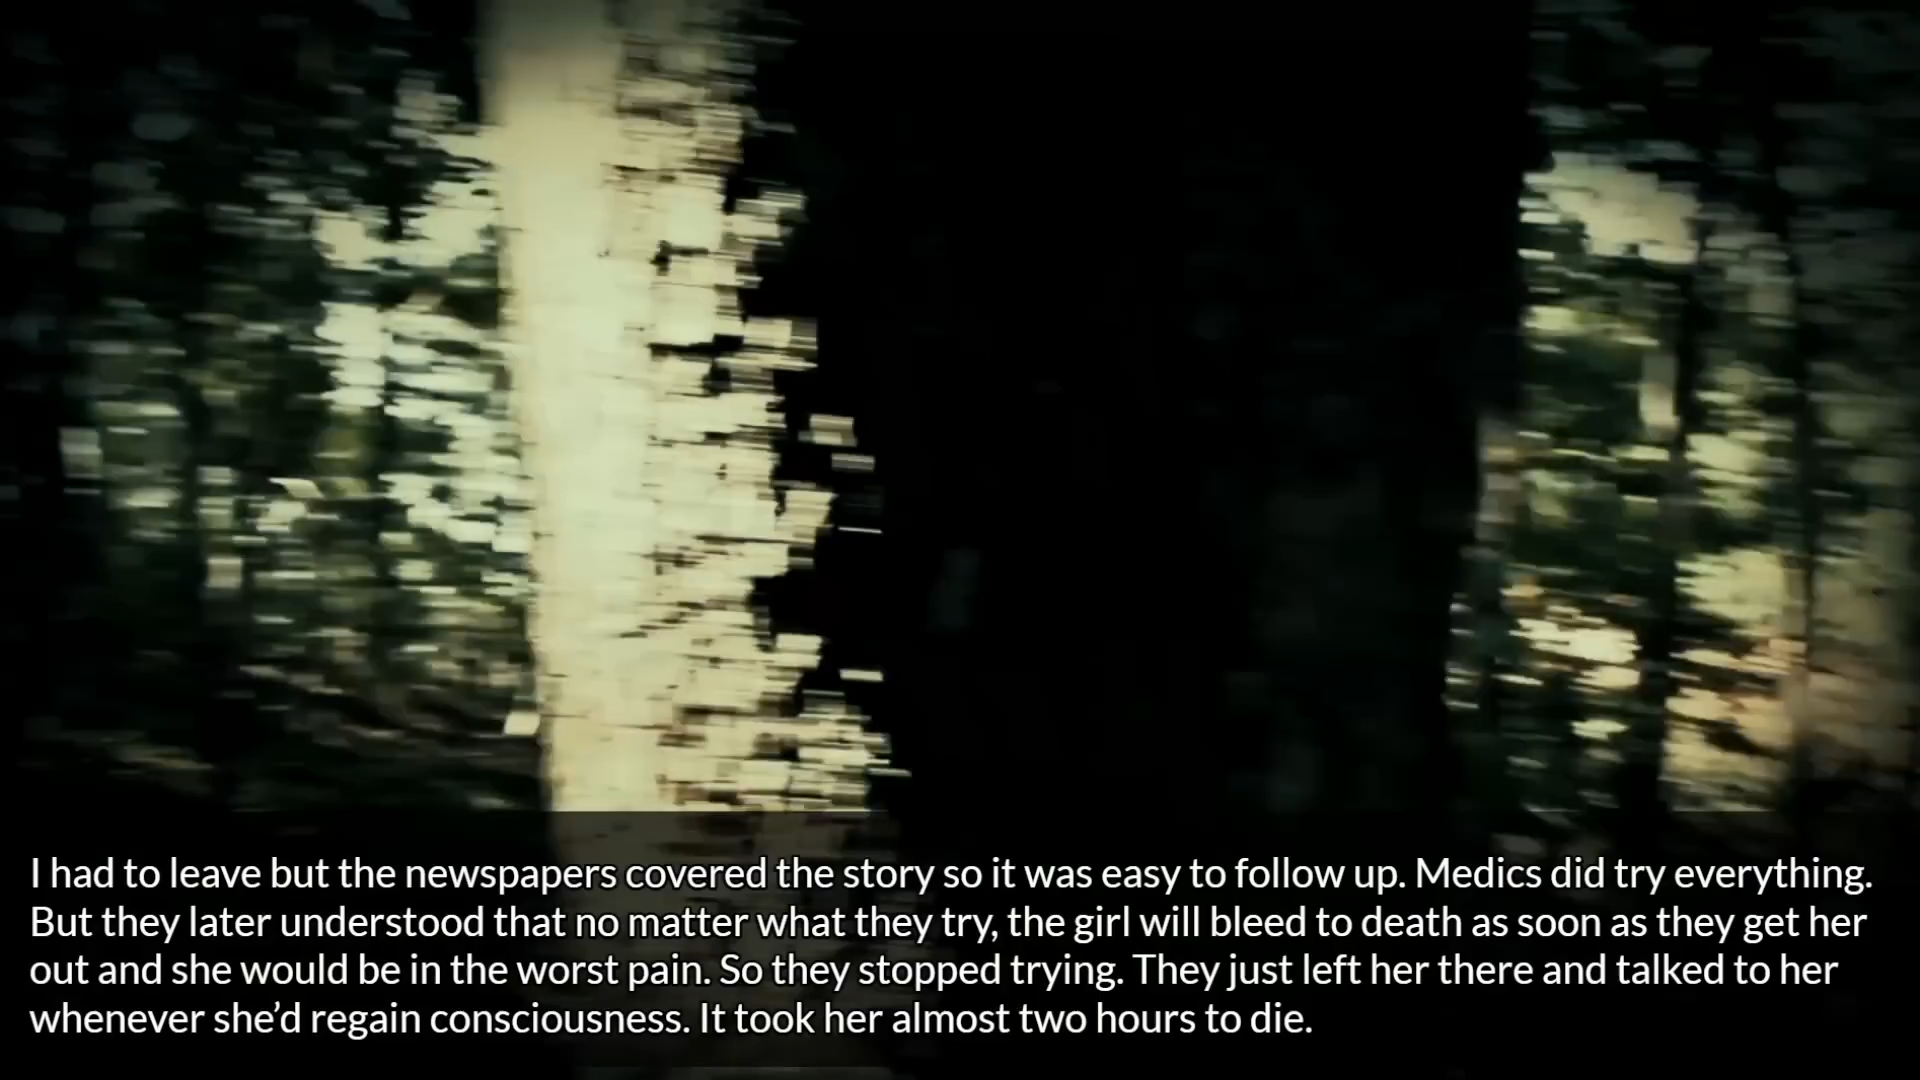 I had to leave but the newspapers covered the story so it was easy to follow up. Medics did try everything.
But they later understood that no matter what they try, the girl will bleed to death as soon as they get her
out and she would be in the worst pain. So they stopped trying. They just left her there and talked to her
whenever she’d regain consciousness. It took her almost two hours to die.